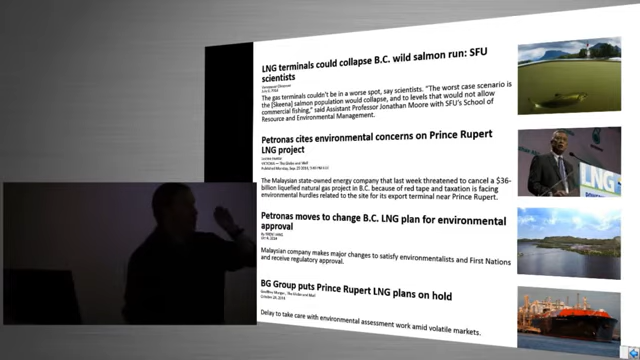 LNG terminals could collapse B.C. wild salmon run: SFU
scientists
Vancouver Observer
The gas terminals couldn't be in a worse spot, say scientists. "The worst case scenario is
the [Skeena] salmon population would collapse, and to levels that would not allow
commercial fishing," said Assistant Professor Jonathan Moore with SFU's School of
Resource and Environmental Management.
Petronas cites environmental concerns on Prince Rupert
LNG project
VICTORIA — The Globe and Mail
The Malaysian state-owned energy company that last week threatened to cancel a $36-
billion liquefied natural gas project in B.C. because of red tape and taxation is facing
environmental hurdles related to the site for its export terminal near Prince Rupert.
LNG
Petronas moves to change B.C. LNG plan for environmental
approval
Malaysian company makes major changes to satisfy environmentalists and First Nations
and receive regulatory approval.
BG Group puts Prince Rupert LNG plans on hold
Delay to take care with environmental assessment work amid volatile markets.